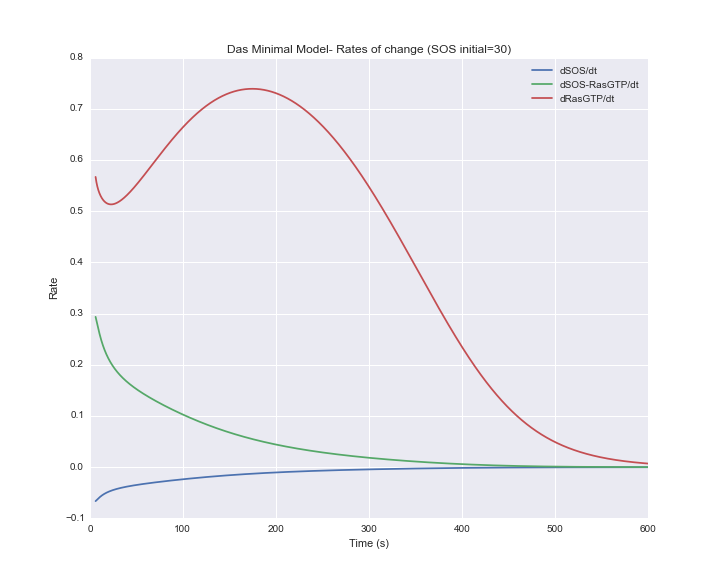 Das Minimal Model- Rates of change (SOS initial=30)
dSOS/dt
dSOS-RasGTP/dt
dRasGTP/dt
0.8
0.7
0.6
0.5
0.4
0.3
0.2
0.1
0.0
−0.1
Rate
0 100 200 300 400 500 600
Time (s)